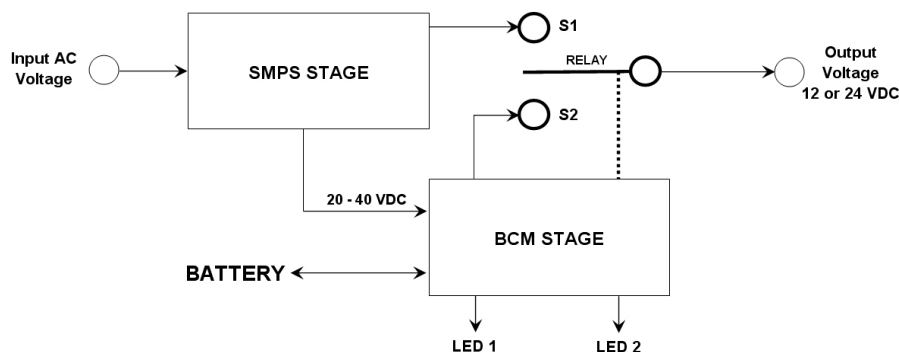 Input AC
Voltage
SMPS STAGE
S1
RELAY
Output
Voltage
12 or 24 VDC
S2
20 - 40 VDC
BCM STAGE
BATTERY
LED 1
LED 2